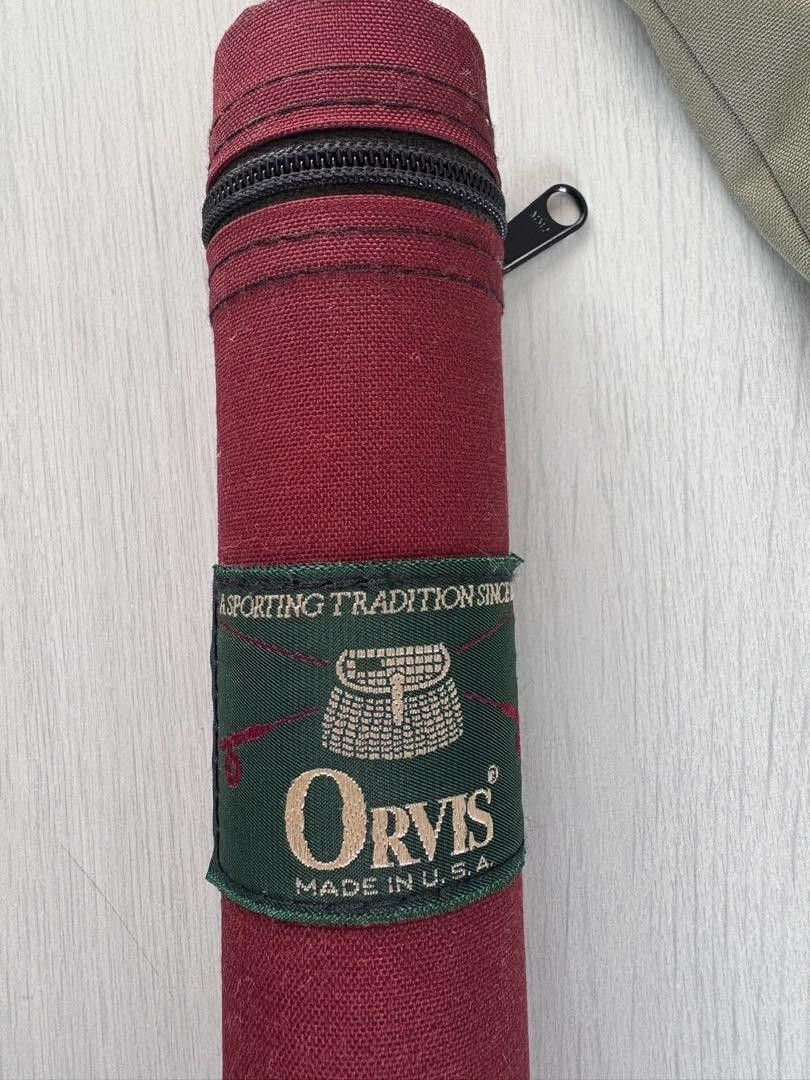 A SPORTING TRADITION SINCE
ORVIS®
MADE IN U.S.A.